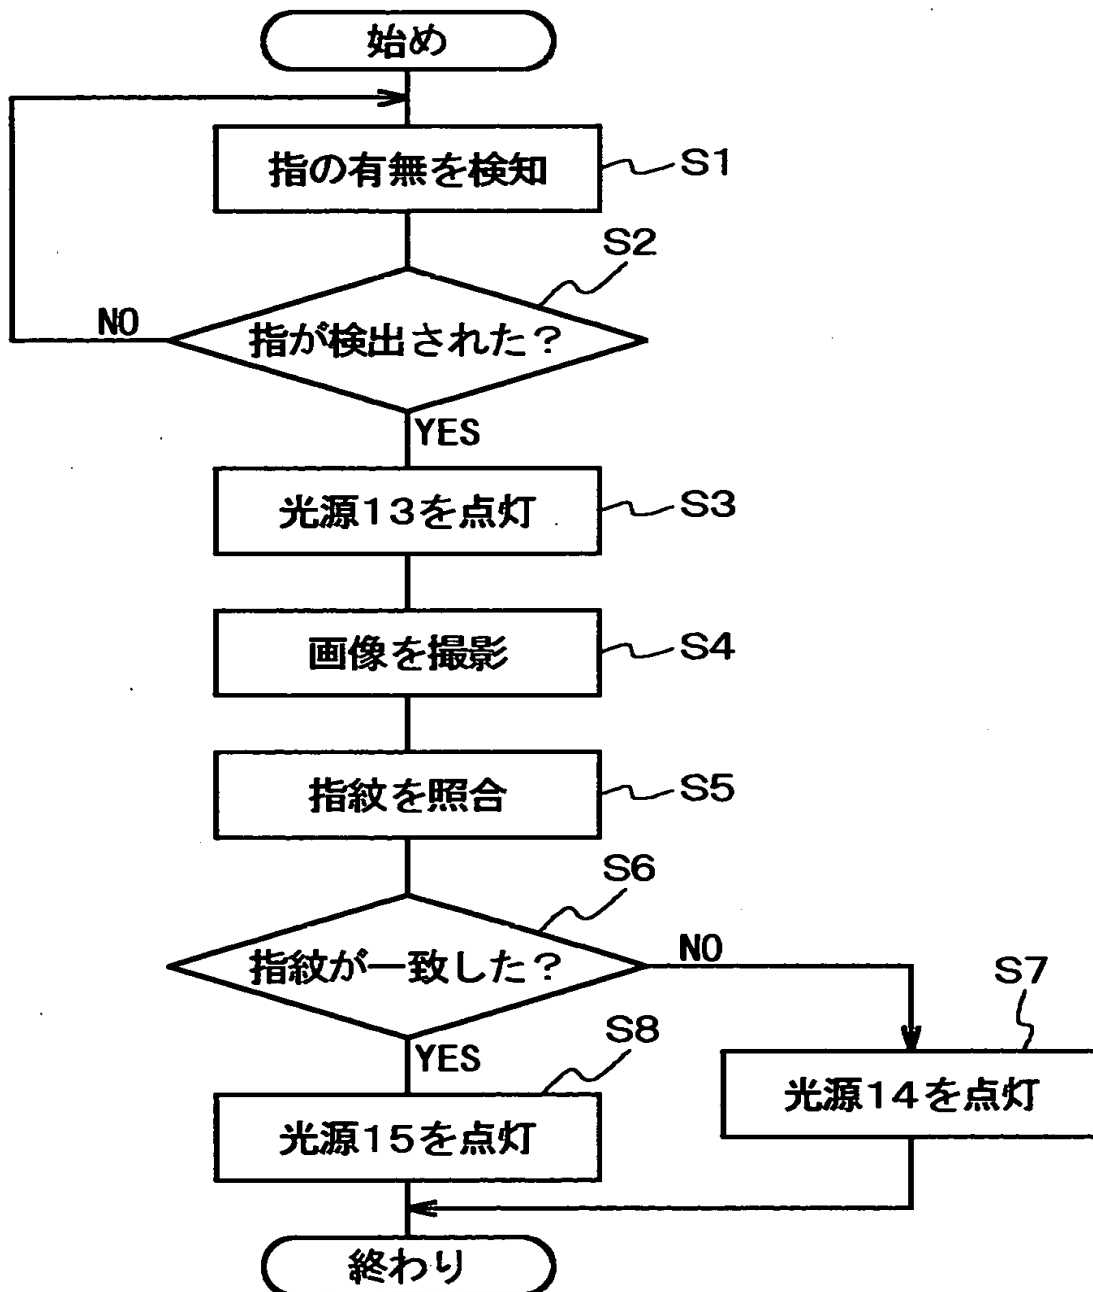 始め
指の有無を検知
S1
S2
指が検出された？
NO
YES
光源13を点灯
S3
画像を撮影
S4
指紋を照合
S5
S6
指紋が一致した？
NO
YES
S7
光源14を点灯
S8
光源15を点灯
終わり